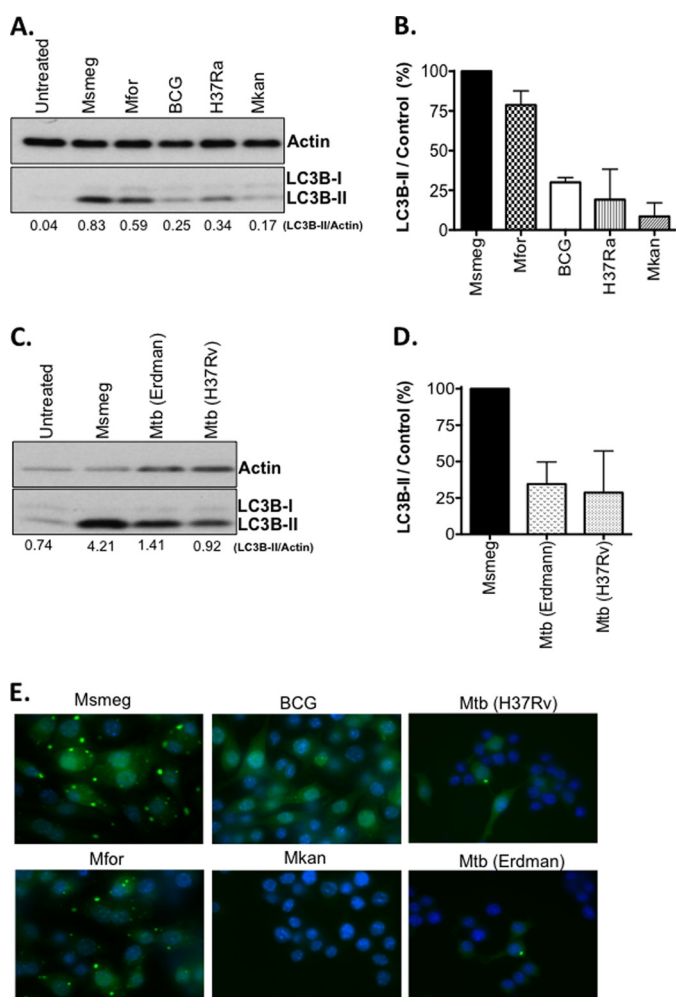 A.
Untreated
Msmeg
Mfor
BCG
H37Ra
Mkan
Actin
LC3B-I
LC3B-II
0.04 0.83 0.59 0.25 0.34 0.17 (LC3B-II/Actin)
B.
LC3B-II / Control (%)
100
75
50
25
0
Msmeg
Mfor
BCG
H37Ra
Mkan
C.
Untreated
Msmeg
Mtb (Erdman)
Mtb (H37Rv)
Actin
LC3B-I
LC3B-II
0.74 4.21 1.41 0.92 (LC3B-II/Actin)
D.
LC3B-II / Control (%)
100
75
50
25
0
Msmeg
Mtb (Erdmann)
Mtb (H37Rv)
E.
Msmeg BCG Mtb (H37Rv)
Mfor Mkan Mtb (Erdman)